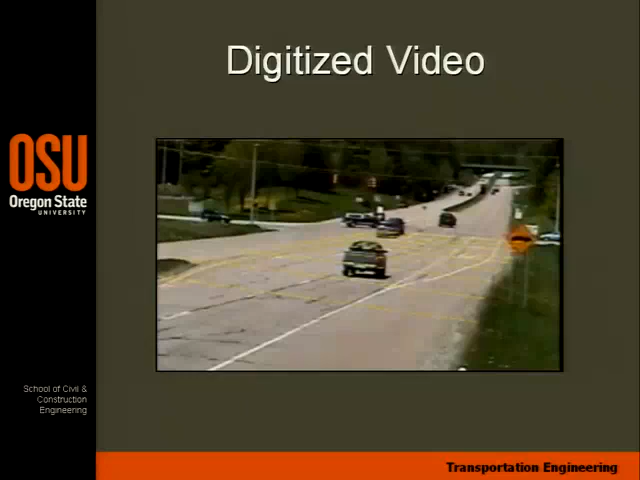 Digitized Video
OSU
Oregon State
UNIVERSITY
School of Civil &
Construction
Engineering
Transportation Engineering